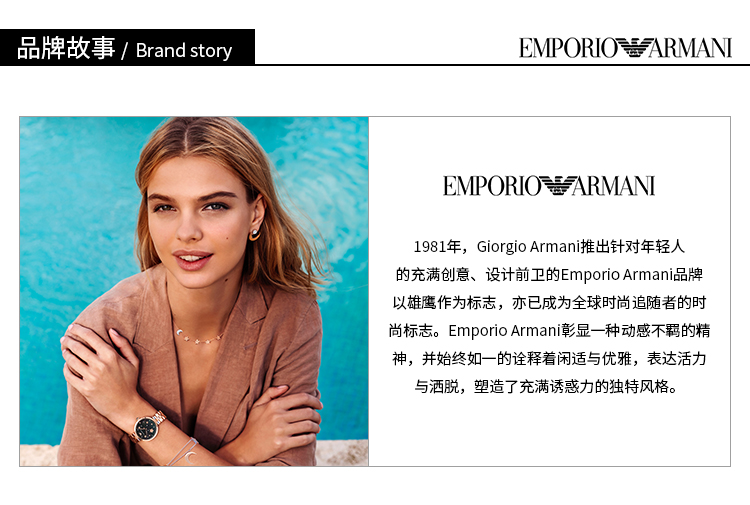 品牌故事 / Brand story
EMPORIO ARMANI
EMPORIO ARMANI
1981年，Giorgio Armani推出针对年轻人
的充满创意、设计前卫的Emporio Armani品牌
以雄鹰作为标志，亦已成为全球时尚追随者的时
尚标志。Emporio Armani彰显一种动感不羁的精
神，并始终如一的诠释着闲适与优雅，表达活力
与洒脱，塑造了充满诱惑力的独特风格。